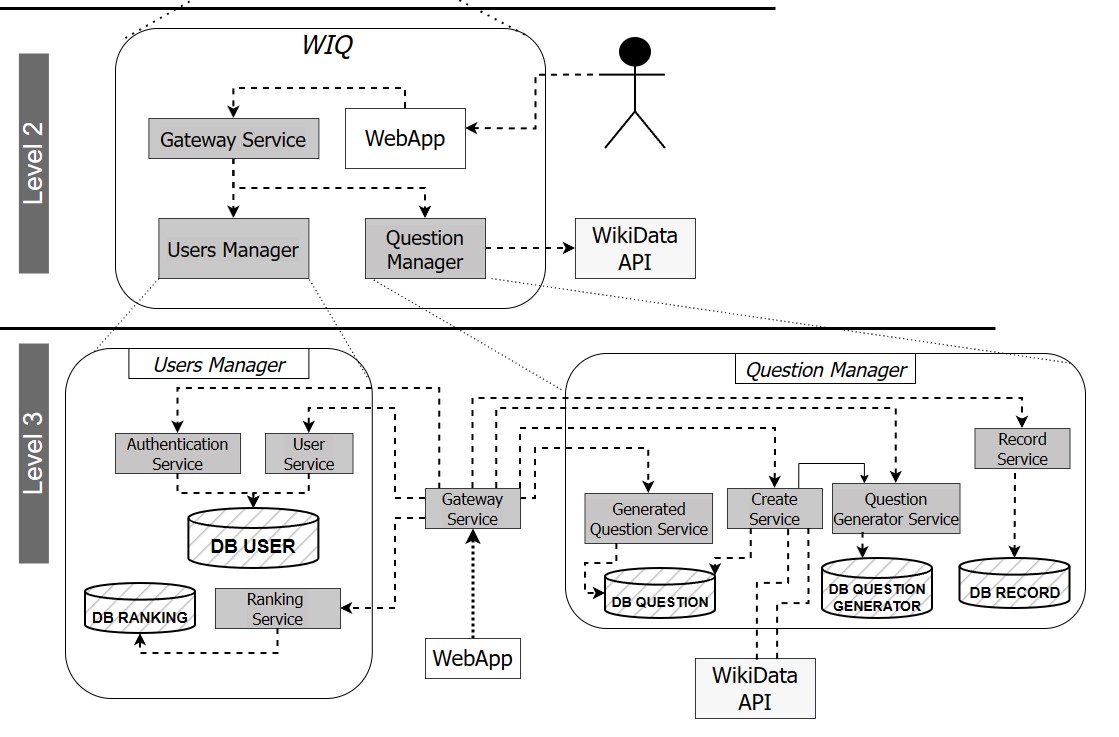 Level 2
WIQ
Gateway Service
WebApp
Users Manager
Question
Manager
WikiData
API
Level 3
Users Manager
Question Manager
Authentication
Service
User
Service
Gateway
Service
Generated
Question Service
Create
Service
Question
Generator Service
Record
Service
DB USER
DB RANKING
Ranking
Service
DB QUESTION
DB QUESTION
GENERATOR
DB RECORD
WebApp
WikiData
API